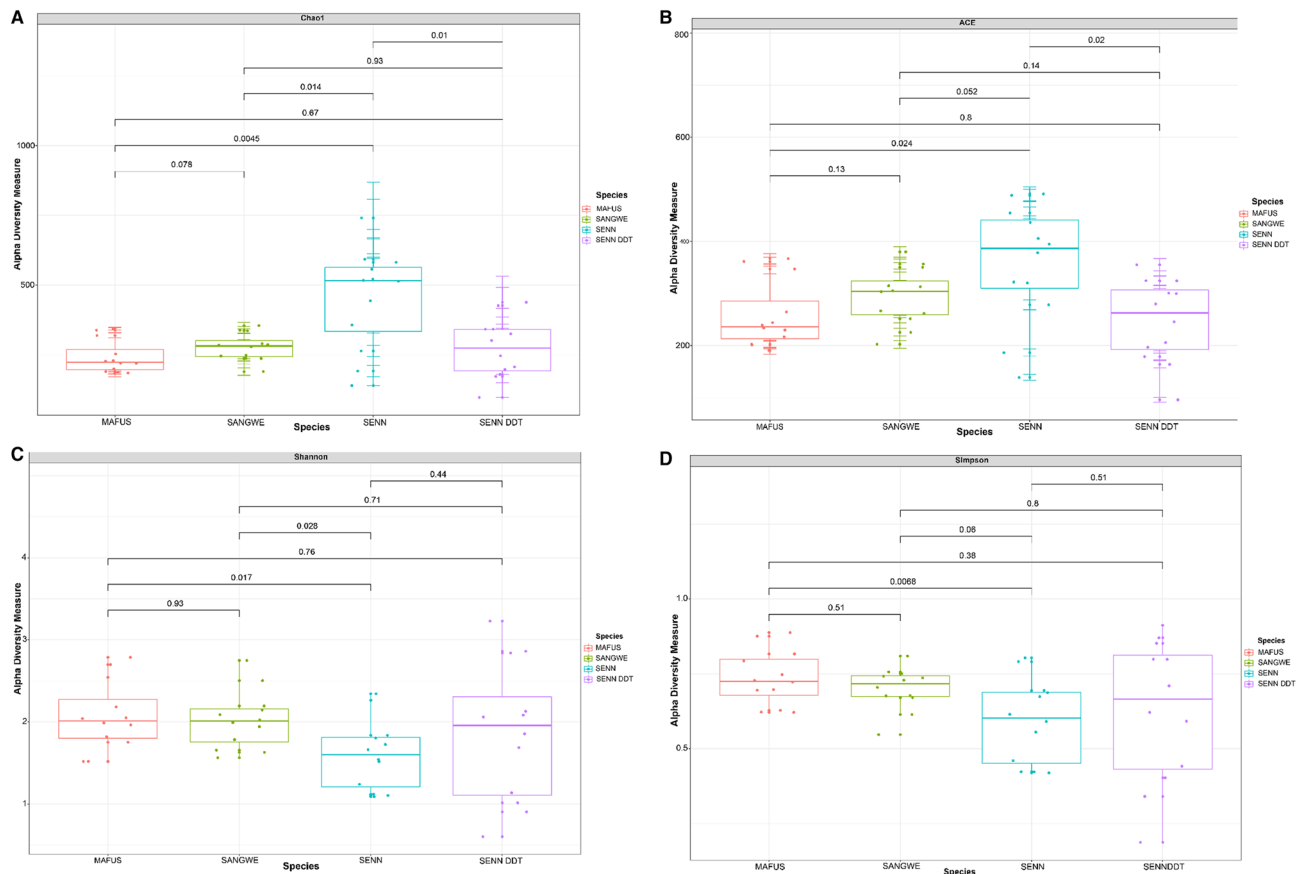 A
Chao1
0.01
0.93
0.014
0.67
0.0045
0.078
1000
500
Alpha Diversity Measure
MAFUS
SANGWE
SENN
SENN DDT
Species
Species
MAFUS
SANGWE
SENN
SENN DDT
B
ACE
0.02
0.14
0.052
0.8
0.024
0.13
800
600
400
200
Alpha Diversity Measure
MAFUS
SANGWE
SENN
SENN DDT
Species
Species
MAFUS
SANGWE
SENN
SENN DDT
C
Shannon
0.44
0.71
0.028
0.76
0.017
0.93
4
3
2
1
Alpha Diversity Measure
MAFUS
SANGWE
SENN
SENN DDT
Species
Species
MAFUS
SANGWE
SENN
SENN DDT
D
Simpson
0.51
0.8
0.06
0.38
0.0068
0.51
1.0
0.5
Alpha Diversity Measure
MAFUS
SANGWE
SENN
SENNDDT
Species
Species
MAFUS
SANGWE
SENN
SENN DDT